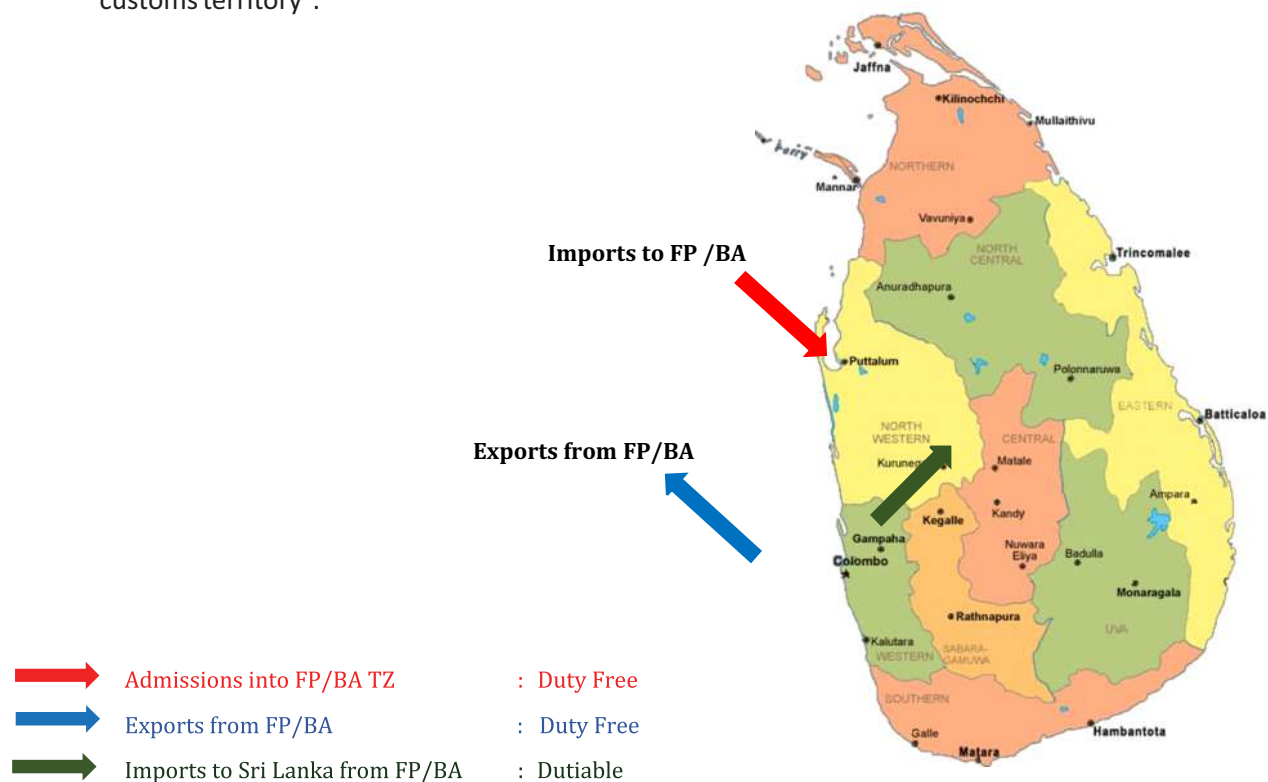 customs territory".
Jaffna
Kilinochchi
Mullaithivu
Ferry
NORTHERN
Mannar
Vavuniya
NORTH
CENTRAL
Trincomalee
Imports to FP /BA
Anuradhapura
Puttalum
Polonnaruwa
EASTERN
Batticaloa
NORTH
WESTERN
CENTRAL
Exports from FP/BA
Matale
Ampara
Kandy
Kegalle
Gampaha
Nuwara
Eliya
Badulla
Colombo
Monaragala
Rathnapura
UVA
Kalutara
WESTERN
SABARA-
GAMUWA
Admissions into FP/BA TZ : Duty Free
SOUTHERN
Exports from FP/BA : Duty Free
Galle
Hambantota
Matara
Imports to Sri Lanka from FP/BA : Dutiable